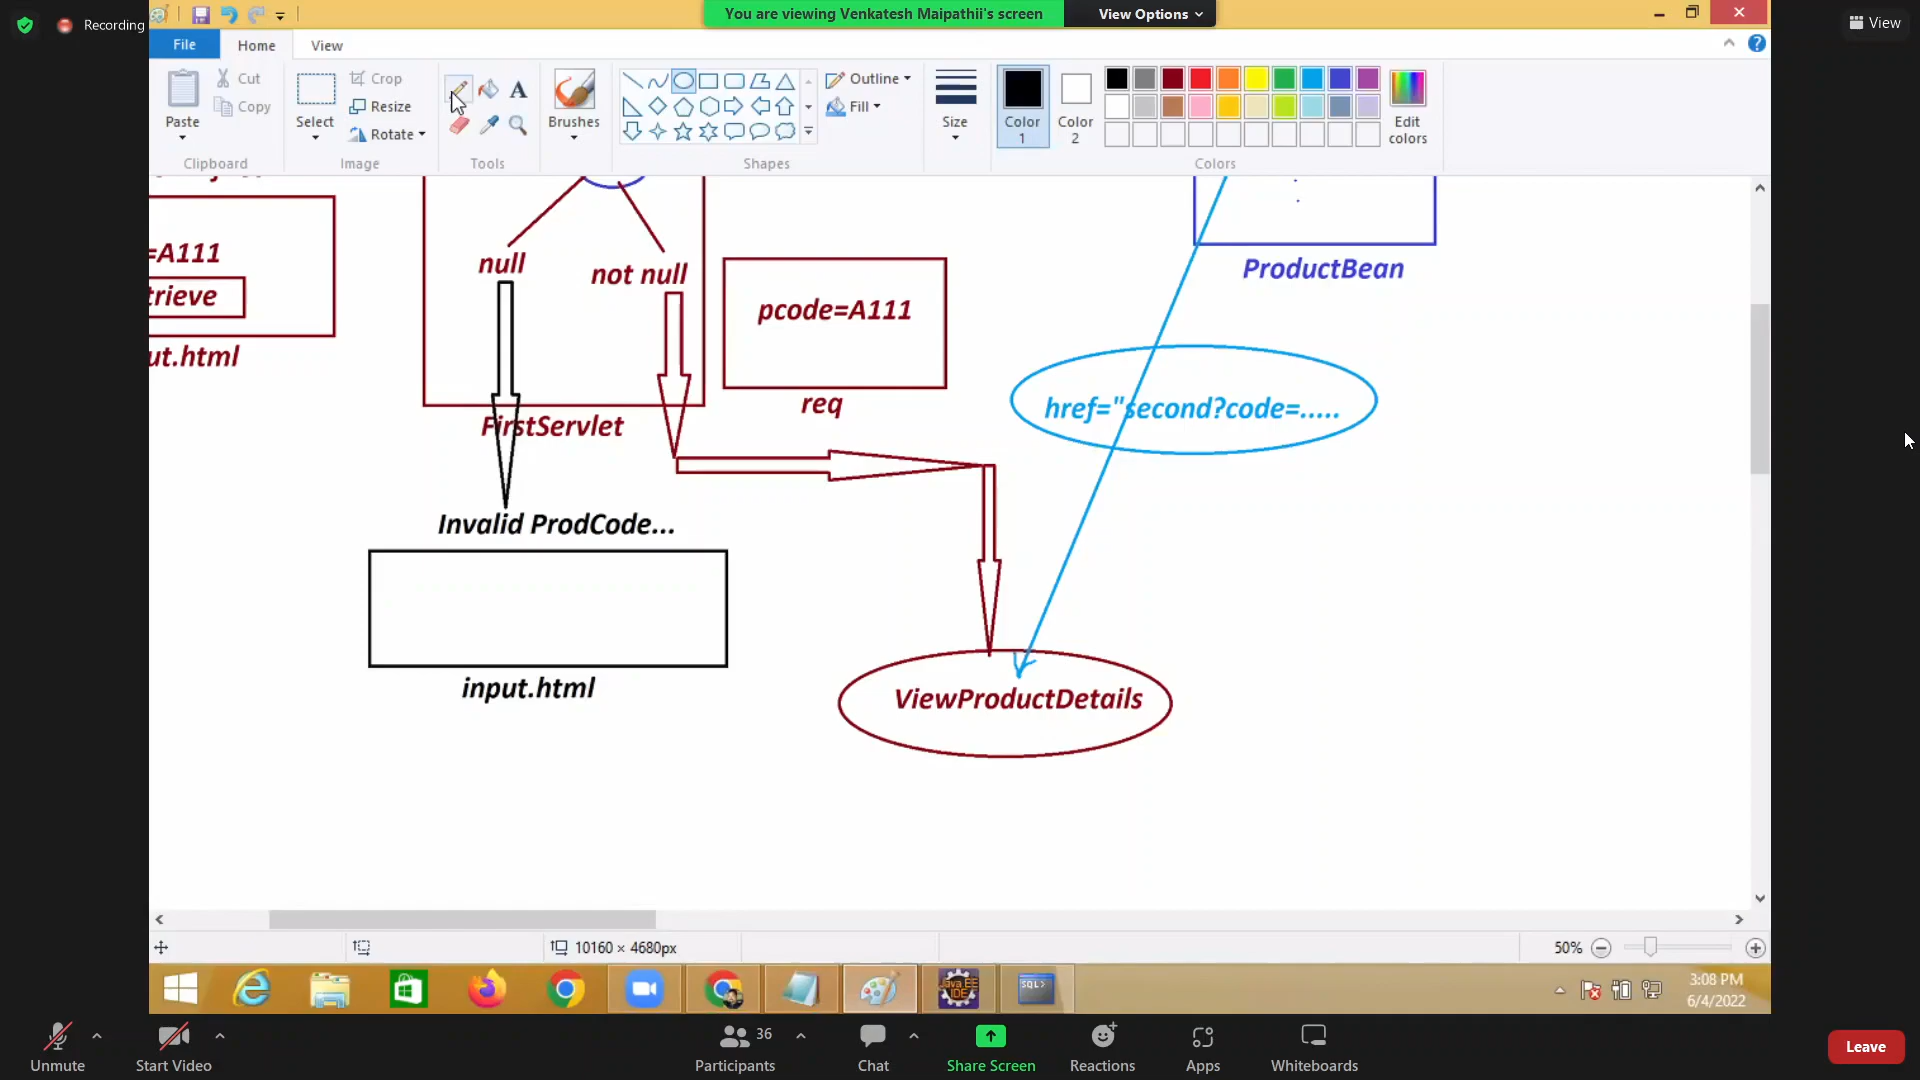 You are viewing Venkatesh Maipathii's screen
View Options
Recording
View
File
Home
View
Cut
Copy
Paste
Clipboard
Select
Crop
Resize
Rotate
Image
A
Tools
Brushes
Shapes
Outline
Fill
Size
Color
1
Color
2
Colors
Edit
colors
=A111
trieve
ut.html
null
not null
FirstServlet
pcode=A111
req
ProductBean
href="second?code=.....
Invalid ProdCode...
input.html
ViewProductDetails
10160 × 4680px
50%
Java EE
IDE
SQL>
3:08 PM
6/4/2022
Unmute
Start Video
36
Participants
Chat
Share Screen
Reactions
Apps
Whiteboards
Leave